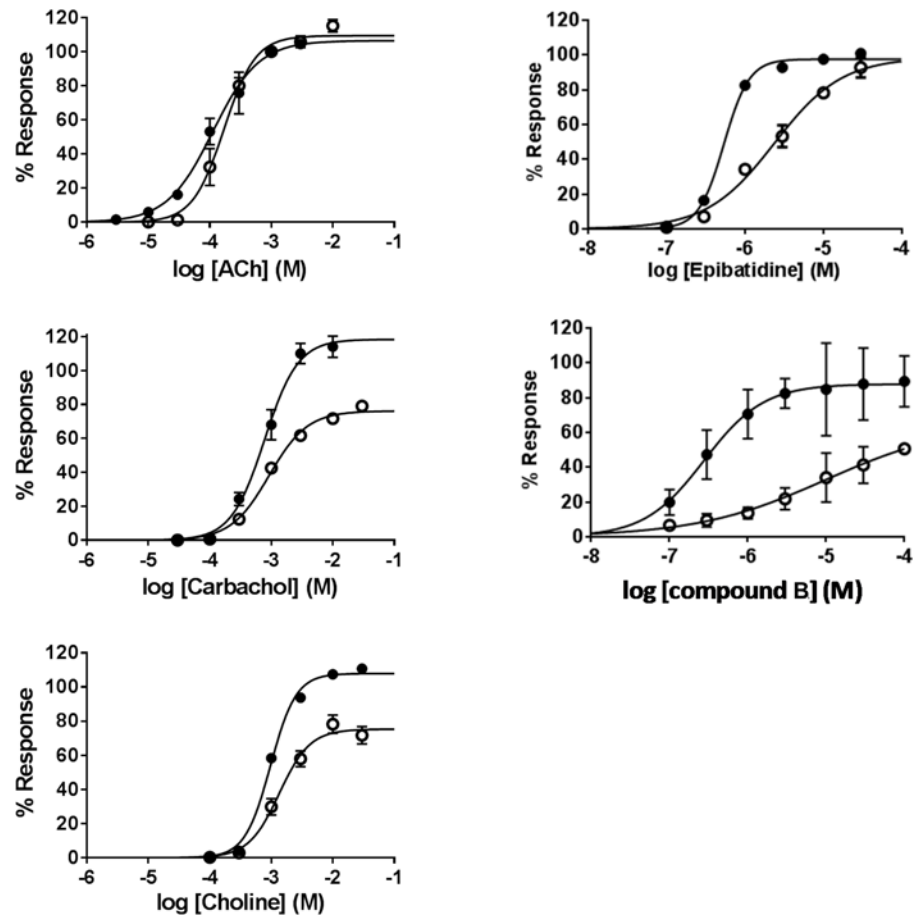 120
100
80
60
40
20
0
% Response
-6 -5 -4 -3 -2 -1
log [ACh] (M)
120
100
80
60
40
20
0
% Response
-8 -7 -6 -5 -4
log [Epibatidine] (M)
120
100
80
60
40
20
0
% Response
-6 -5 -4 -3 -2 -1
log [Carbachol] (M)
120
100
80
60
40
20
0
% Response
-8 -7 -6 -5 -4
log [compound B] (M)
120
100
80
60
40
20
0
% Response
-6 -5 -4 -3 -2 -1
log [Choline] (M)